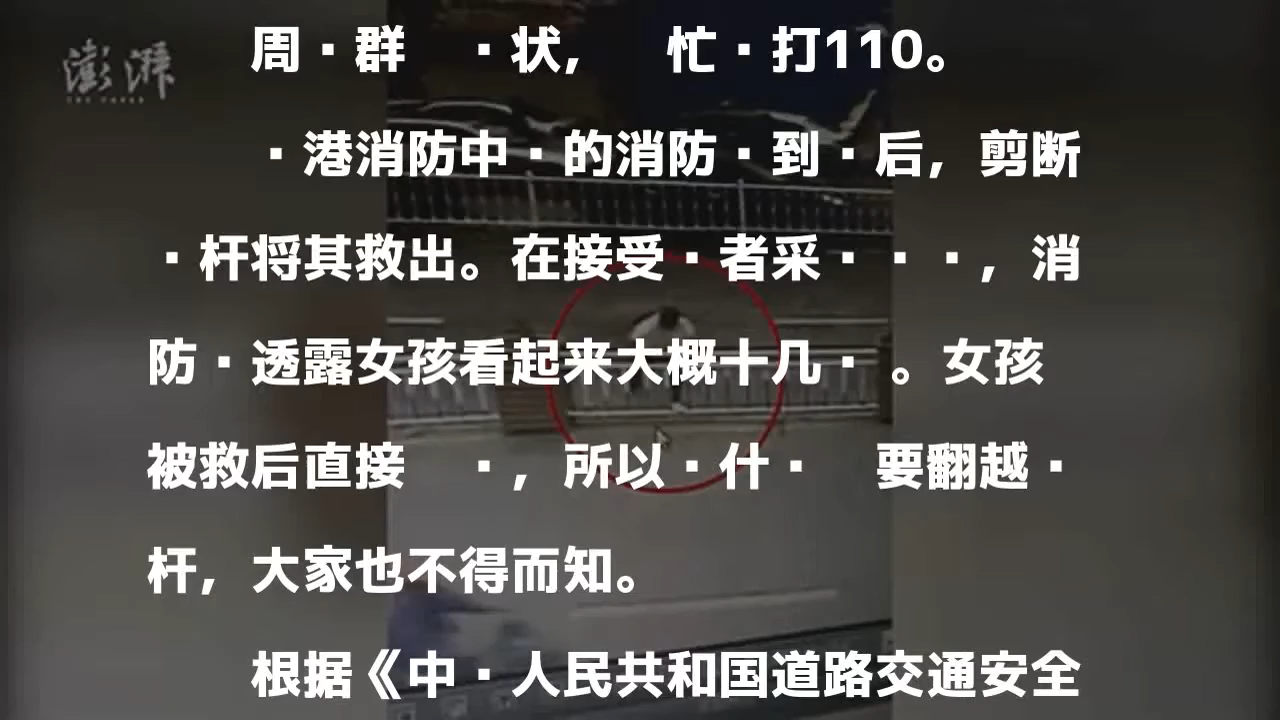 澎湃
THE PAPER
周·群 ·状， 忙·打110。
·港消防中·的消防·到·后，剪断
·杆将其救出。在接受·者采···，消
防·透露女孩看起来大概十几· 。女孩
被救后直接 ·，所以·什· 要翻越·
杆，大家也不得而知。
根据《中·人民共和国道路交通安全